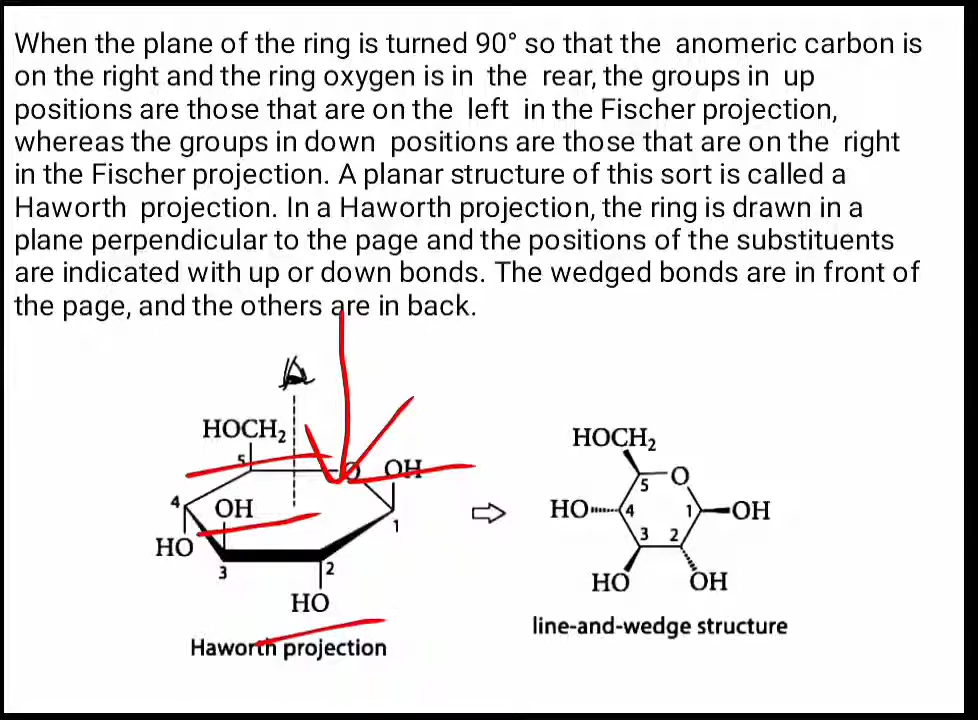 When the plane of the ring is turned 90° so that the anomeric carbon is
on the right and the ring oxygen is in the rear, the groups in up
positions are those that are on the left in the Fischer projection,
whereas the groups in down positions are those that are on the right
in the Fischer projection. A planar structure of this sort is called a
Haworth projection. In a Haworth projection, the ring is drawn in a
plane perpendicular to the page and the positions of the substituents
are indicated with up or down bonds. The wedged bonds are in front of
the page, and the others are in back.
HOCH₂
5
O
OH
4
OH
1
HO
3
2
HO
Haworth projection
HOCH₂
5
O
HO
4
1
OH
3
2
HO
OH
line-and-wedge structure